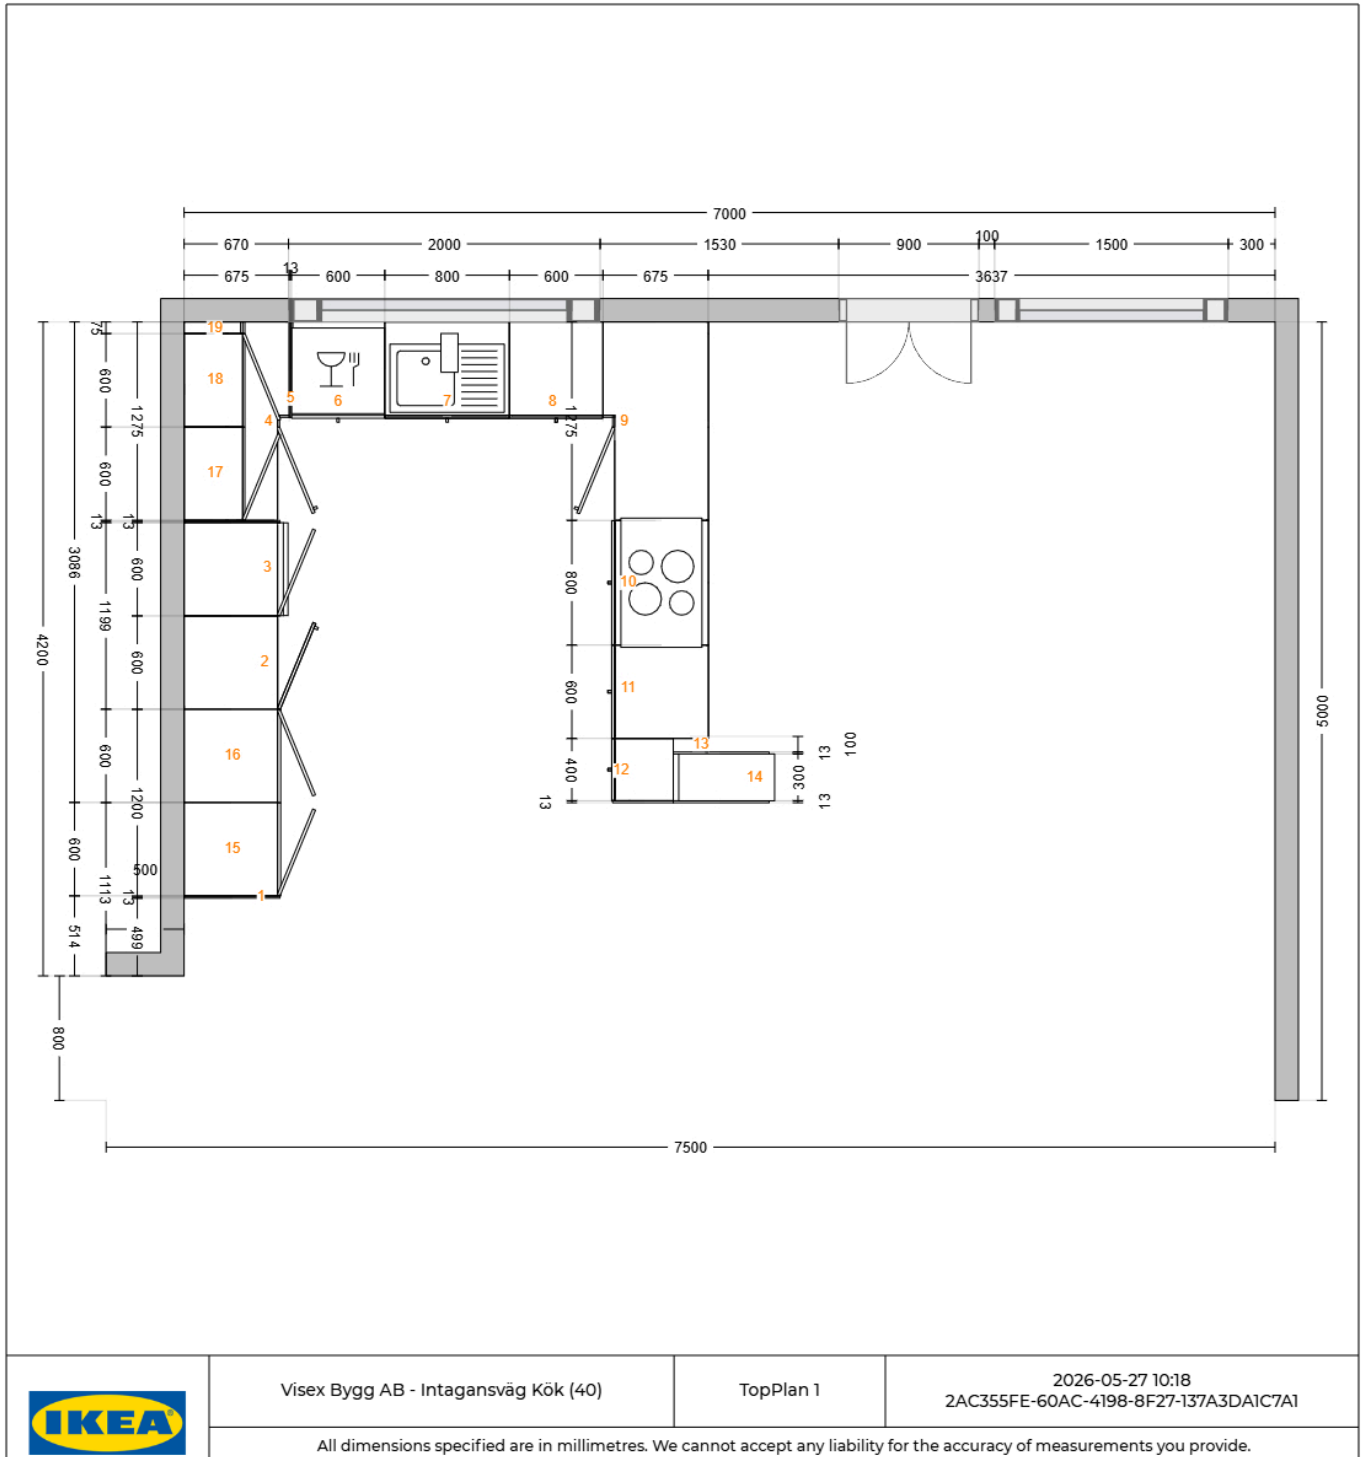 7000
670 2000 1530 900 100 1500 300
675 13 600 800 600 675 3637
75 19
600 18 1275 5 6 7 8 1275 9
4
600 17
13 13
3086 600 3 800 10
1199
4200 600 2 600 11
5000
600 16 400 12 13 100
13 300 14
13 13
1200
600 15
500
1113 13 1
514 499
800
7500
IKEA
Visex Bygg AB - Intagansväg Kök (40)
TopPlan 1
2026-05-27 10:18
2AC355FE-60AC-4198-8F27-137A3DA1C7A1
All dimensions specified are in millimetres. We cannot accept any liability for the accuracy of measurements you provide.